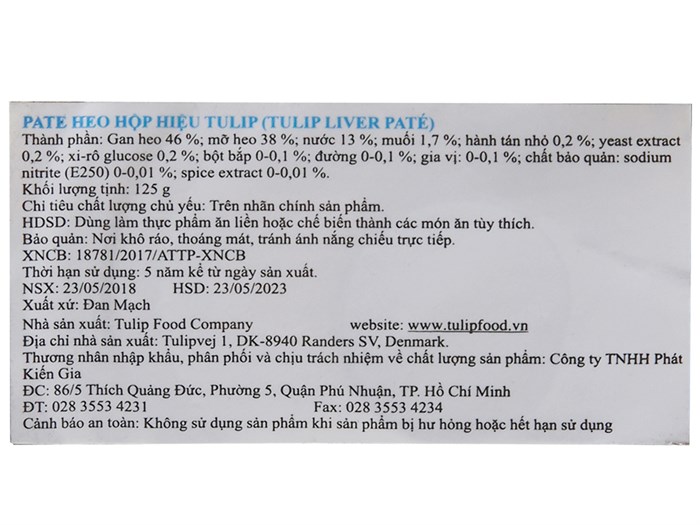 PATE HEO HỘP HIỆU TULIP (TULIP LIVER PATÉ)
Thành phần: Gan heo 46 %; mỡ heo 38 %; nước 13 %; muối 1,7 %; hành tán nhỏ 0,2 %; yeast extract
0,2 %; xi-rô glucose 0,2 %; bột bắp 0-0,1 %; đường 0-0,1 %; gia vị: 0-0,1 %; chất bảo quản: sodium
nitrite (E250) 0-0,01 %; spice extract 0-0,01 %.
Khối lượng tịnh: 125 g
Chỉ tiêu chất lượng chủ yếu: Trên nhãn chính sản phẩm.
HDSD: Dùng làm thực phẩm ăn liền hoặc chế biến thành các món ăn tùy thích.
Bảo quản: Nơi khô ráo, thoáng mát, tránh ánh nắng chiếu trực tiếp.
XNCB: 18781/2017/ATTP-XNCB
Thời hạn sử dụng: 5 năm kể từ ngày sản xuất.
NSX: 23/05/2018 HSD: 23/05/2023
Xuất xứ: Đan Mạch
Nhà sản xuất: Tulip Food Company website: www.tulipfood.vn
Địa chỉ nhà sản xuất: Tulipvej 1, DK-8940 Randers SV, Denmark.
Thương nhân nhập khẩu, phân phối và chịu trách nhiệm về chất lượng sản phẩm: Công ty TNHH Phát
Kiến Gia
ĐC: 86/5 Thích Quảng Đức, Phường 5, Quận Phú Nhuận, TP. Hồ Chí Minh
ĐT: 028 3553 4231 Fax: 028 3553 4234
Cảnh báo an toàn: Không sử dụng sản phẩm khi sản phẩm bị hư hỏng hoặc hết hạn sử dụng